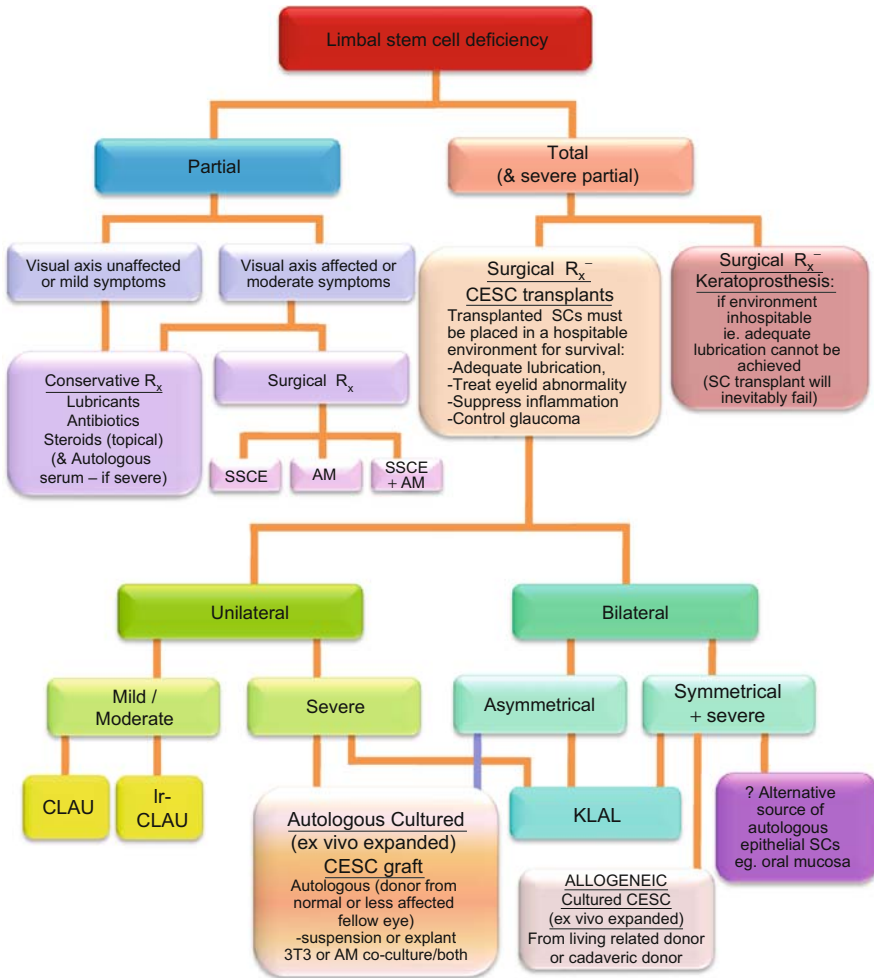 Limbal stem cell deficiency
Partial
Total
(& severe partial)
Visual axis unaffected
or mild symptoms
Visual axis affected or
moderate symptoms
Conservative Rx
Lubricants
Antibiotics
Steroids (topical)
(& Autologous
serum – if severe)
Surgical Rx
SSCE
AM
SSCE
+ AM
Surgical Rx–
CESC transplants
Transplanted SCs must
be placed in a hospitable
environment for survival:
-Adequate lubrication,
-Treat eyelid abnormality
-Suppress inflammation
-Control glaucoma
Surgical Rx–
Keratoprosthesis:
if environment
inhospitable
ie. adequate
lubrication cannot be
achieved
(SC transplant will
inevitably fail)
Unilateral
Bilateral
Mild /
Moderate
Severe
Asymmetrical
Symmetrical
+ severe
CLAU
lr-
CLAU
Autologous Cultured
(ex vivo expanded)
CESC graft
Autologous (donor from
normal or less affected
fellow eye)
-suspension or explant
3T3 or AM co-culture/both
KLAL
ALLOGENEIC
Cultured CESC
(ex vivo expanded)
From living related donor
or cadaveric donor
? Alternative
source of
autologous
epithelial SCs
eg. oral mucosa